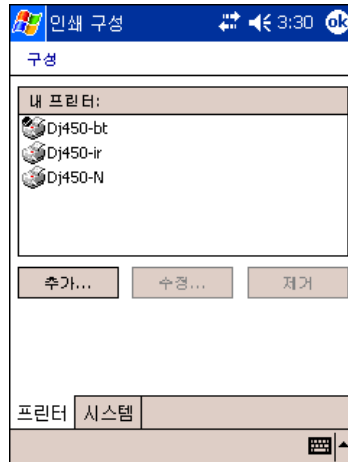 인쇄 구성 3:30 ok
구성
내 프린터:
Dj450-bt
Dj450-ir
Dj450-N
추가... 수정... 제거
프린터 시스템